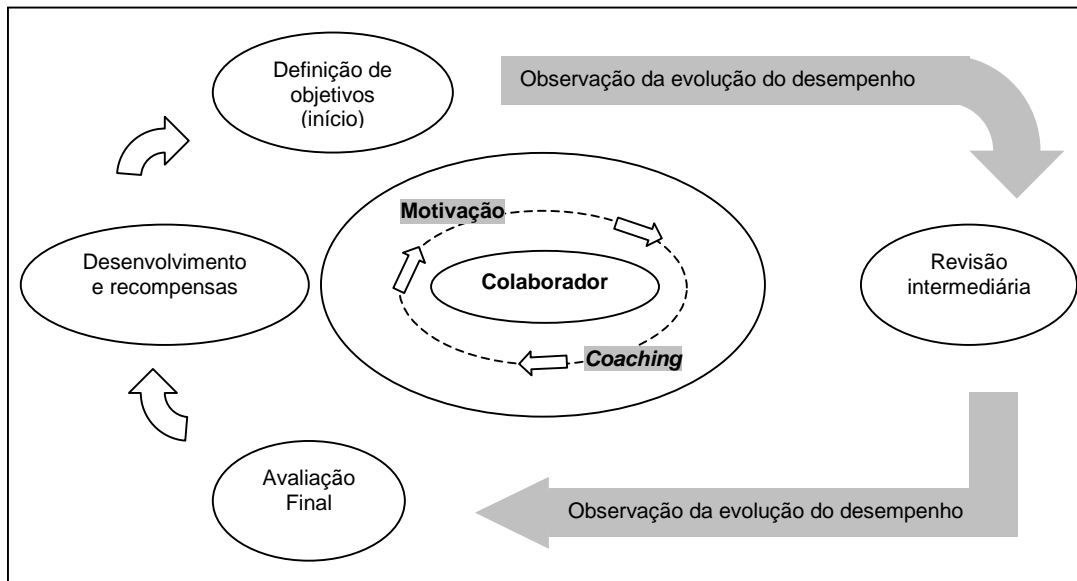 Definição de
objetivos
(início)
Observação da evolução do desempenho
Motivação
Colaborador
Coaching
Desenvolvimento
e recompensas
Revisão
intermediária
Avaliação
Final
Observação da evolução do desempenho